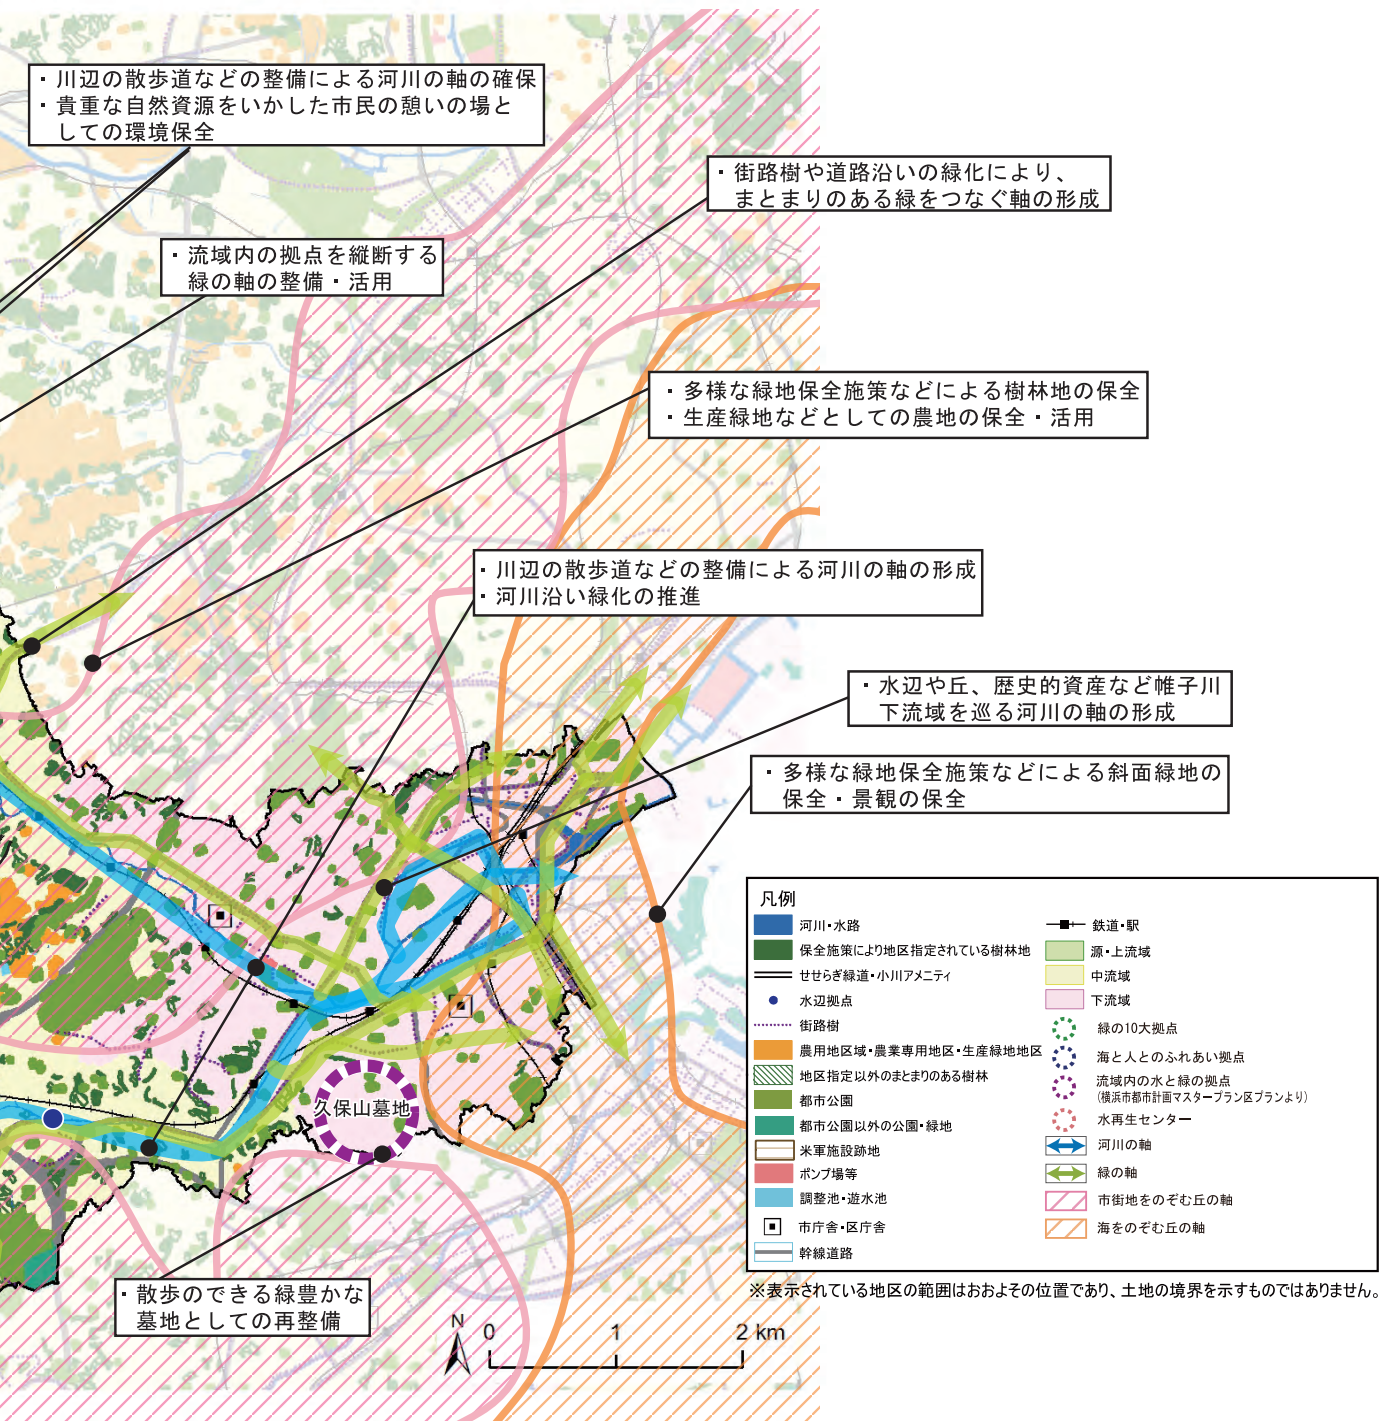 ・川辺の散歩道などの整備による河川の軸の確保
・貴重な自然資源をいかした市民の憩いの場と
しての環境保全
・街路樹や道路沿いの緑化により、
まとまりのある緑をつなぐ軸の形成
・流域内の拠点を縦断する
緑の軸の整備・活用
・多様な緑地保全施策などによる樹林地の保全
・生産緑地などとしての農地の保全・活用
・川辺の散歩道などの整備による河川の軸の形成
・河川沿い緑化の推進
・水辺や丘、歴史的資産など帷子川
下流域を巡る河川の軸の形成
・多様な緑地保全施策などによる斜面緑地の
保全・景観の保全
久保山墓地
・散歩のできる緑豊かな
墓地としての再整備
凡例
河川・水路
保全施策により地区指定されている樹林地
せせらぎ緑道・小川アメニティ
水辺拠点
街路樹
農用地区域・農業専用地区・生産緑地地区
地区指定以外のまとまりのある樹林
都市公園
都市公園以外の公園・緑地
米軍施設跡地
ポンプ場等
調整池・遊水池
市庁舎・区庁舎
幹線道路
鉄道・駅
源・上流域
中流域
下流域
緑の10大拠点
海と人とのふれあい拠点
流域内の水と緑の拠点
(横浜市都市計画マスタープラン区プランより)
水再生センター
河川の軸
緑の軸
市街地をのぞむ丘の軸
海をのぞむ丘の軸
※表示されている地区の範囲はおおよその位置であり、土地の境界を示すものではありません。
N
0 1 2 km